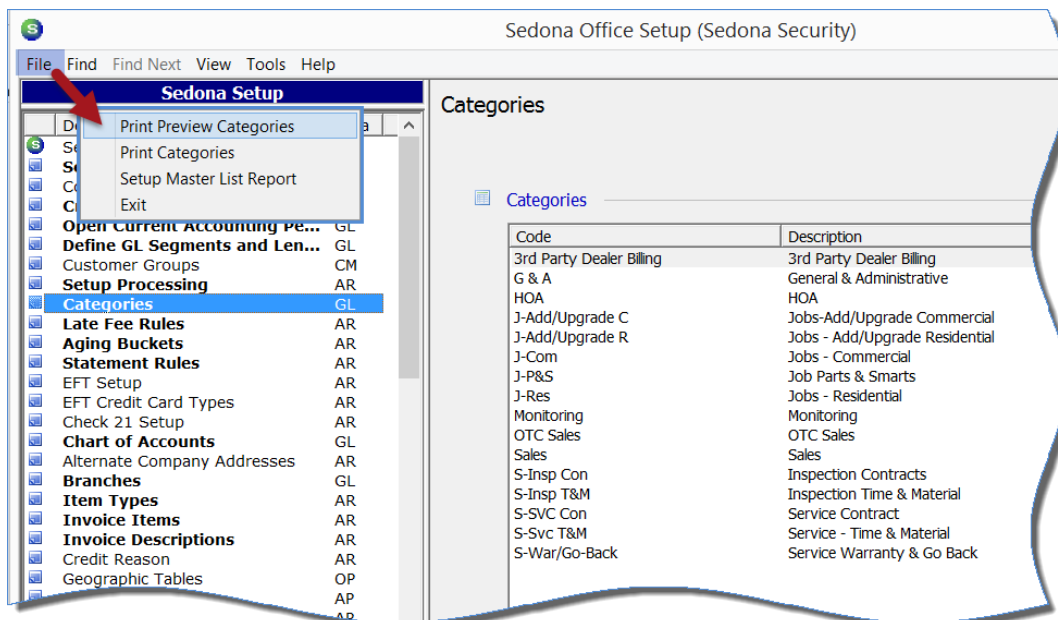 S
Sedona Office Setup (Sedona Security)
File Find Find Next View Tools Help
Sedona Setup
Print Preview Categories
Print Categories
Setup Master List Report
Exit
Open Current Accounting Pe... GL
Define GL Segments and Len... GL
Customer Groups CM
Setup Processing AR
Categories GL
Late Fee Rules AR
Aging Buckets AR
Statement Rules AR
EFT Setup AR
EFT Credit Card Types AR
Check 21 Setup AR
Chart of Accounts GL
Alternate Company Addresses AR
Branches GL
Item Types AR
Invoice Items AR
Invoice Descriptions AR
Credit Reason AR
Geographic Tables OP
AP
AR
Categories
Categories
Code Description
3rd Party Dealer Billing 3rd Party Dealer Billing
G & A General & Administrative
HOA HOA
J-Add/Upgrade C Jobs-Add/Upgrade Commercial
J-Add/Upgrade R Jobs - Add/Upgrade Residential
J-Com Jobs - Commercial
J-P&S Job Parts & Smarts
J-Res Jobs - Residential
Monitoring Monitoring
OTC Sales OTC Sales
Sales Sales
S-Insp Con Inspection Contracts
S-Insp T&M Inspection Time & Material
S-SVC Con Service Contract
S-Svc T&M Service - Time & Material
S-War/Go-Back Service Warranty & Go Back